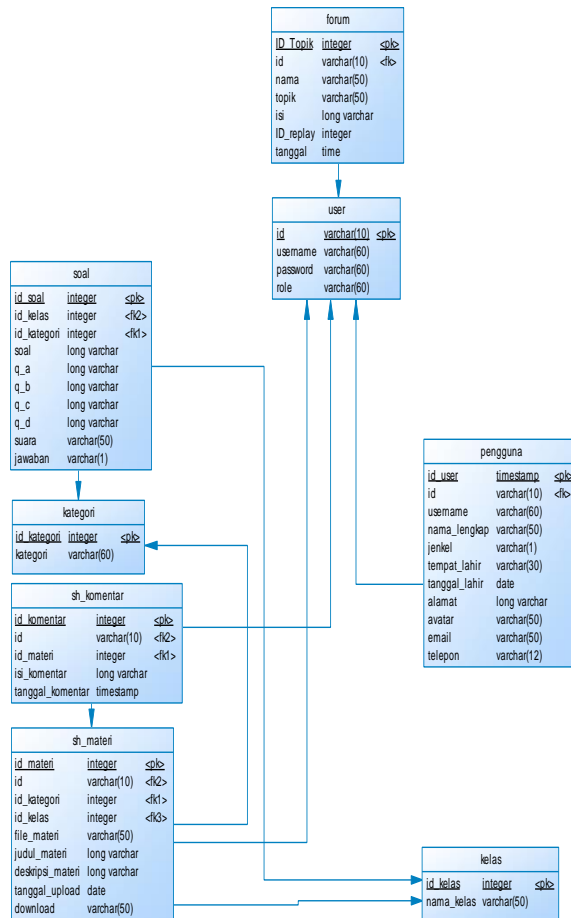 forum
ID_Topik integer <pk>
id varchar(10) <fk>
nama varchar(50)
topik varchar(50)
isi long varchar
ID_replay integer
tanggal time
user
id varchar(10) <pk>
username varchar(60)
password varchar(60)
role varchar(60)
soal
id_soal integer <pk>
id_kelas integer <fk2>
id_kategori integer <fk1>
soal long varchar
q_a long varchar
q_b long varchar
q_c long varchar
q_d long varchar
suara varchar(50)
jawaban varchar(1)
pengguna
id_user timestamp <pk>
id varchar(10) <fk>
username varchar(60)
nama_lengkap varchar(50)
jenkel varchar(1)
tempat_lahir varchar(30)
tanggal_lahir date
alamat long varchar
avatar varchar(50)
email varchar(50)
telepon varchar(12)
kategori
id_kategori integer <pk>
kategori varchar(60)
sh_komentar
id_komentar integer <pk>
id varchar(10) <fk2>
id_materi integer <fk1>
isi_komentar long varchar
tanggal_komentar timestamp
sh_materi
id_materi integer <pk>
id varchar(10) <fk2>
id_kategori integer <fk1>
id_kelas integer <fk3>
file_materi varchar(50)
judul_materi long varchar
deskripsi_materi long varchar
tanggal_upload date
download varchar(50)
kelas
id_kelas integer <pk>
nama_kelas varchar(50)